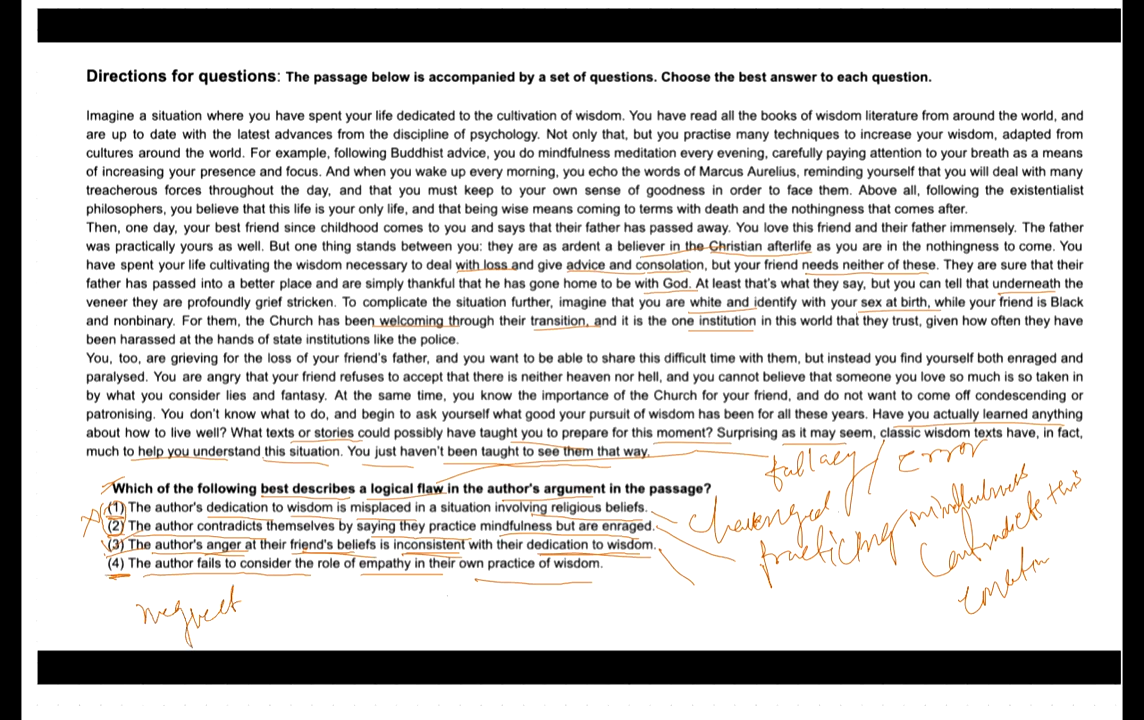 Directions for questions: The passage below is accompanied by a set of questions. Choose the best answer to each question.
Imagine a situation where you have spent your life dedicated to the cultivation of wisdom. You have read all the books of wisdom literature from around the world, and
are up to date with the latest advances from the discipline of psychology. Not only that, but you practise many techniques to increase your wisdom, adapted from
cultures around the world. For example, following Buddhist advice, you do mindfulness meditation every evening, carefully paying attention to your breath as a means
of increasing your presence and focus. And when you wake up every morning, you echo the words of Marcus Aurelius, reminding yourself that you will deal with many
treacherous forces throughout the day, and that you must keep to your own sense of goodness in order to face them. Above all, following the existentialist
philosophers, you believe that this life is your only life, and that being wise means coming to terms with death and the nothingness that comes after.
Then, one day, your best friend since childhood comes to you and says that their father has passed away. You love this friend and their father immensely. The father
was practically yours as well. But one thing stands between you: they are as ardent a believer in the Christian afterlife as you are in the nothingness to come. You
have spent your life cultivating the wisdom necessary to deal with loss and give advice and consolation, but your friend needs neither of these. They are sure that their
father has passed into a better place and are simply thankful that he has gone home to be with God. At least that's what they say, but you can tell that underneath the
veneer they are profoundly grief stricken. To complicate the situation further, imagine that you are white and identify with your sex at birth, while your friend is Black
and nonbinary. For them, the Church has been welcoming through their transition, and it is the one institution in this world that they trust, given how often they have
been harassed at the hands of state institutions like the police.
You, too, are grieving for the loss of your friend's father, and you want to be able to share this difficult time with them, but instead you find yourself both enraged and
paralysed. You are angry that your friend refuses to accept that there is neither heaven nor hell, and you cannot believe that someone you love so much is so taken in
by what you consider lies and fantasy. At the same time, you know the importance of the Church for your friend, and do not want to come off condescending or
patronising. You don't know what to do, and begin to ask yourself what good your pursuit of wisdom has been for all these years. Have you actually learned anything
about how to live well? What texts or stories could possibly have taught you to prepare for this moment? Surprising as it may seem, classic wisdom texts have, in fact,
much to help you understand this situation. You just haven't been taught to see them that way.
fallacy / Error
Which of the following best describes a logical flaw in the author's argument in the passage?
(1) The author's dedication to wisdom is misplaced in a situation involving religious beliefs.
(2) The author contradicts themselves by saying they practice mindfulness but are enraged.
(3) The author's anger at their friend's beliefs is inconsistent with their dedication to wisdom.
(4) The author fails to consider the role of empathy in their own practice of wisdom.
challenged
practicing mindfulness
contradicts this
emotion
neglect